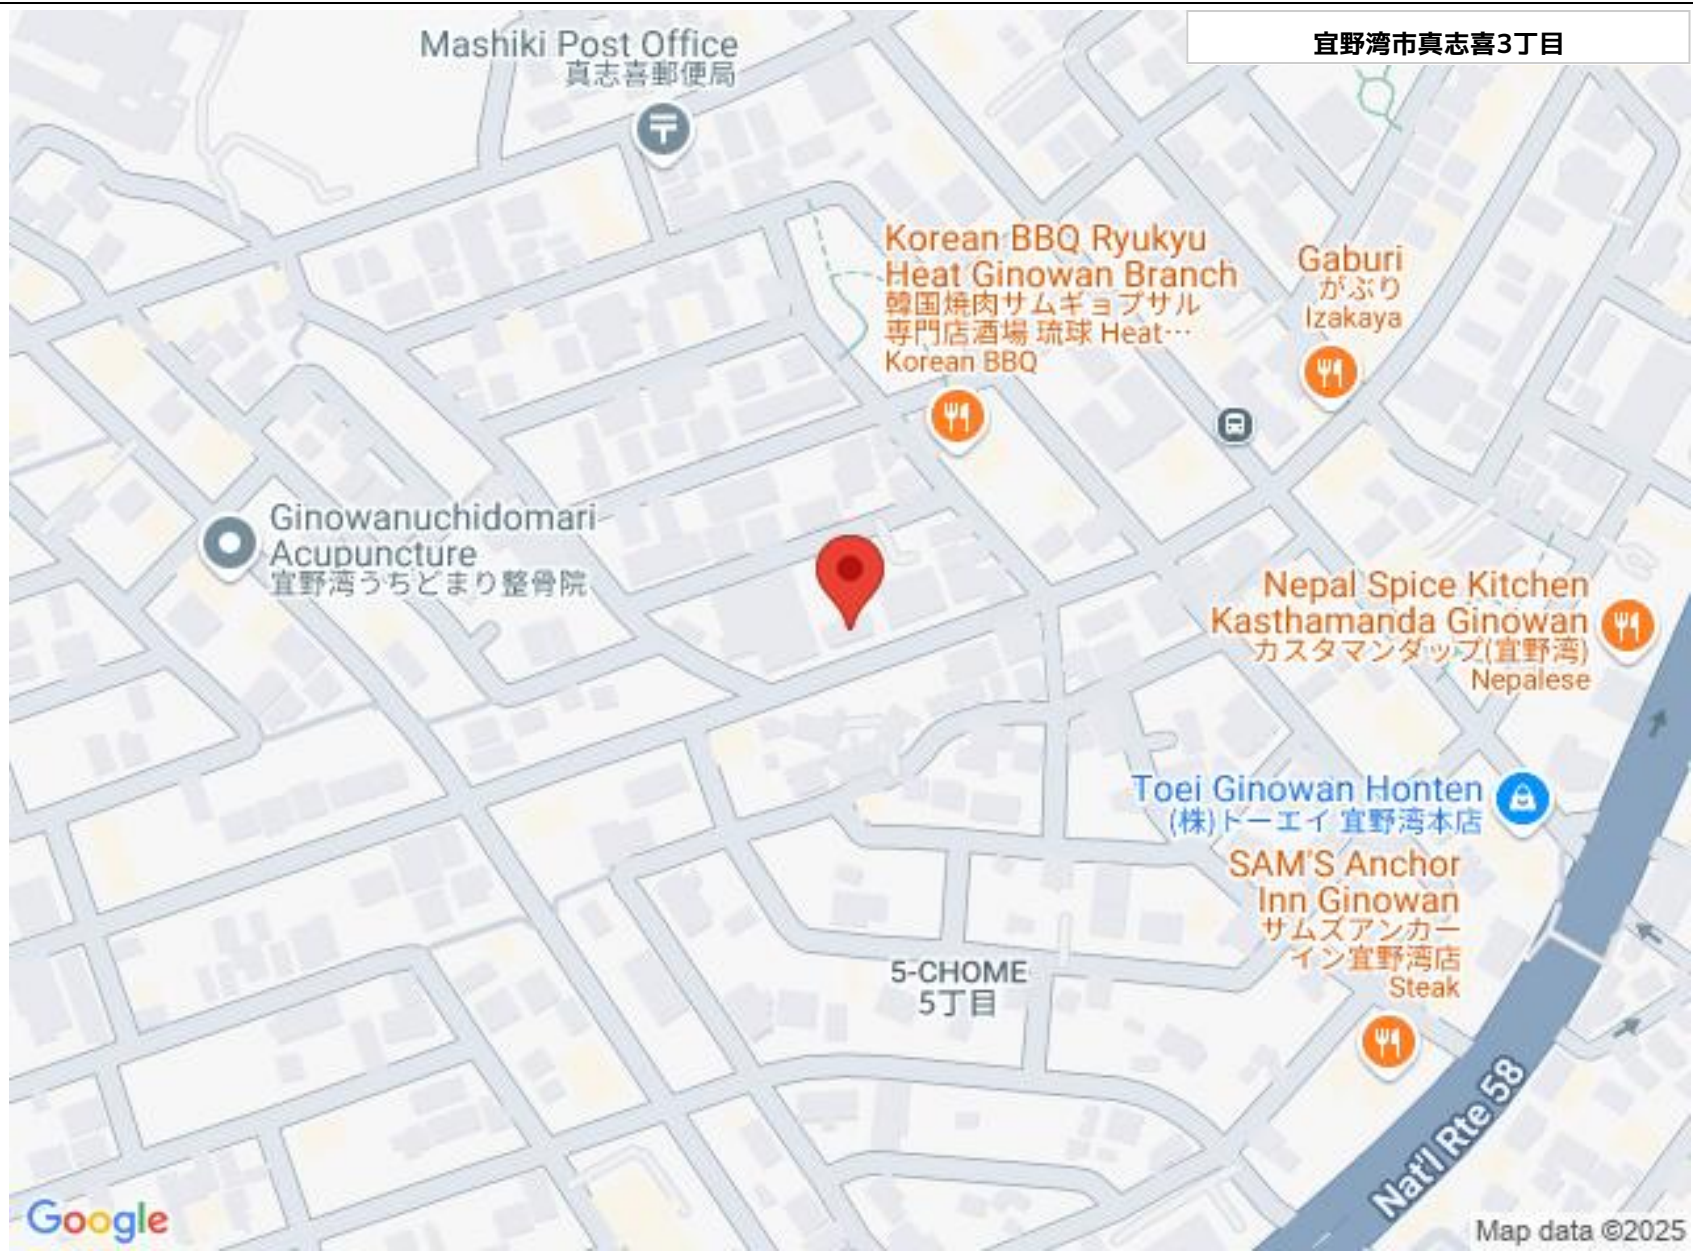 宜野湾市真志喜3丁目
Mashiki Post Office
真志喜郵便局
Korean BBQ Ryukyu
Heat Ginowan Branch
韓国焼肉サムギョプサル
専門店酒場 琉球 Heat…
Korean BBQ
Gaburi
がぶり
Izakaya
Ginowanuchidomari
Acupuncture
宜野湾うちどまり整骨院
Nepal Spice Kitchen
Kasthamanda Ginowan
カスタマンダップ(宜野湾)
Nepalese
Toei Ginowan Honten
(株)トーエイ 宜野湾本店
SAM'S Anchor
Inn Ginowan
サムズアンカー
イン宜野湾店
Steak
5-CHOME
5丁目
Nat'l Rte 58
Google
Map data ©2025